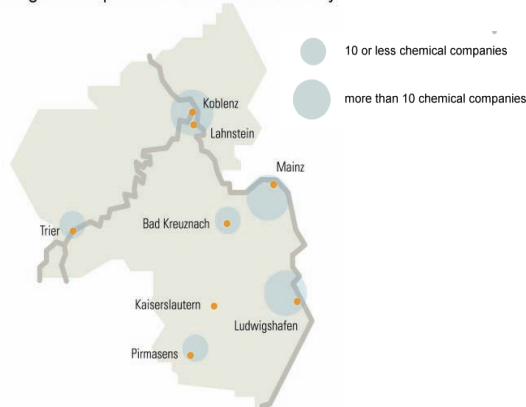 10 or less chemical companies
more than 10 chemical companies
Koblenz
Lahnstein
Mainz
Trier
Bad Kreuznach
Kaiserslautern
Ludwigshafen
Pirmasens